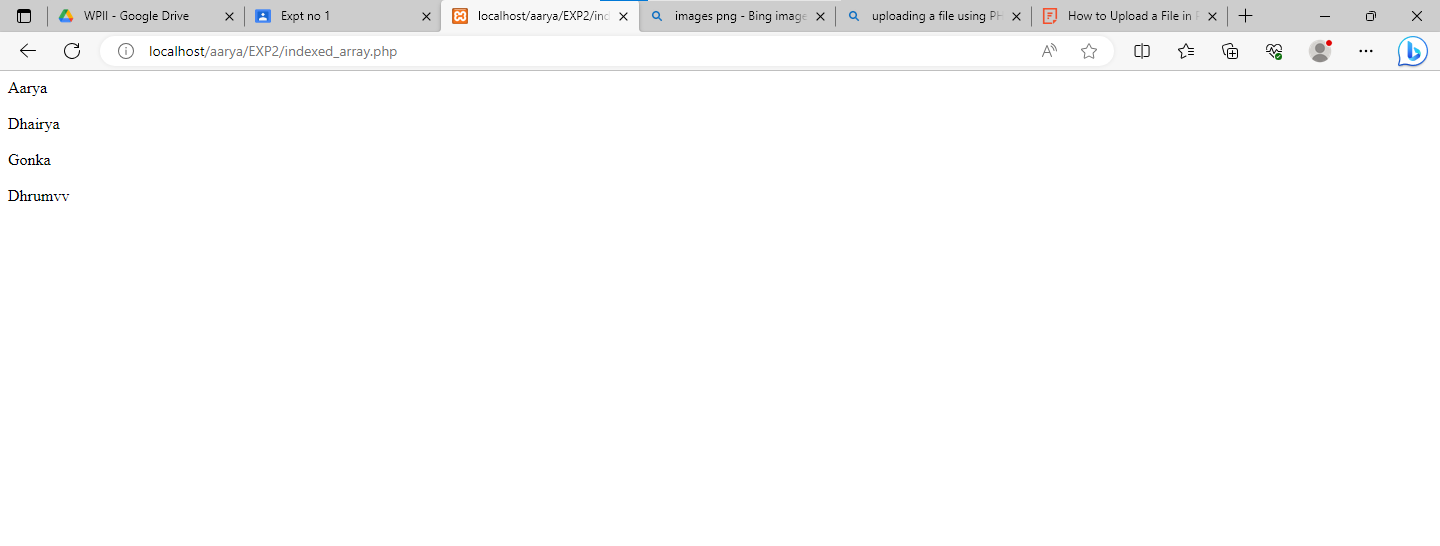 WPII - Google Drive
Expt no 1
localhost/aarya/EXP2/ind
images png - Bing image
uploading a file using PH
How to Upload a File in P
localhost/aarya/EXP2/indexed_array.php
Aarya
Dhairya
Gonka
Dhrumvv